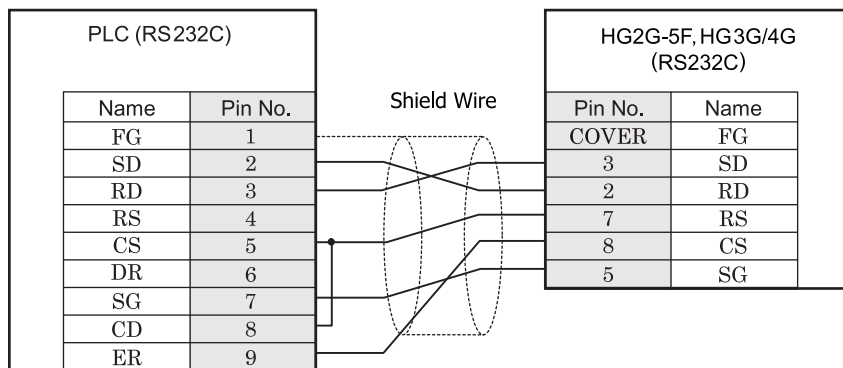 PLC (RS232C)
Name Pin No.
FG 1
SD 2
RD 3
RS 4
CS 5
DR 6
SG 7
CD 8
ER 9
Shield Wire
HG2G-5F, HG3G/4G
(RS232C)
Pin No. Name
COVER FG
3 SD
2 RD
7 RS
8 CS
5 SG